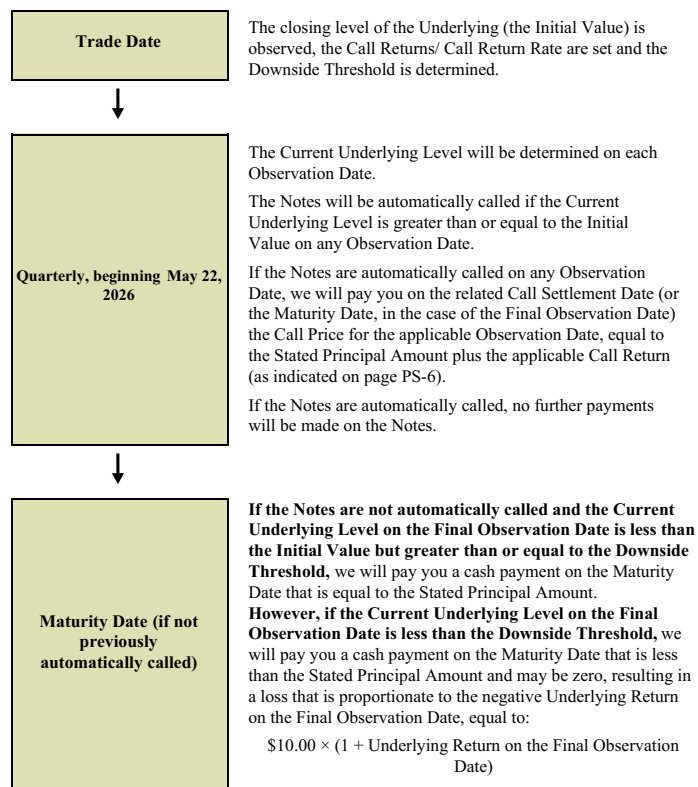 Trade Date
The closing level of the Underlying (the Initial Value) is
observed, the Call Returns/ Call Return Rate are set and the
Downside Threshold is determined.
Quarterly, beginning May 22,
2026
The Current Underlying Level will be determined on each
Observation Date.
The Notes will be automatically called if the Current
Underlying Level is greater than or equal to the Initial
Value on any Observation Date.
If the Notes are automatically called on any Observation
Date, we will pay you on the related Call Settlement Date (or
the Maturity Date, in the case of the Final Observation Date)
the Call Price for the applicable Observation Date, equal to
the Stated Principal Amount plus the applicable Call Return
(as indicated on page PS-6).
If the Notes are automatically called, no further payments
will be made on the Notes.
Maturity Date (if not
previously
automatically called)
If the Notes are not automatically called and the Current
Underlying Level on the Final Observation Date is less than
the Initial Value but greater than or equal to the Downside
Threshold, we will pay you a cash payment on the Maturity
Date that is equal to the Stated Principal Amount.
However, if the Current Underlying Level on the Final
Observation Date is less than the Downside Threshold, we
will pay you a cash payment on the Maturity Date that is less
than the Stated Principal Amount and may be zero, resulting in
a loss that is proportionate to the negative Underlying Return
on the Final Observation Date, equal to:
$10.00 × (1 + Underlying Return on the Final Observation
Date)